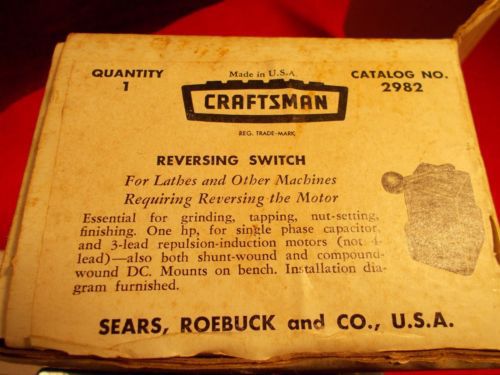 QUANTITY
1
Made in U.S.A.
CRAFTSMAN
REG. TRADE-MARK
CATALOG NO.
2982
REVERSING SWITCH
For Lathes and Other Machines
Requiring Reversing the Motor
Essential for grinding, tapping, nut-setting,
finishing. One hp, for single phase capacitor,
and 3-lead repulsion-induction motors (not 4-
lead)—also both shunt-wound and compound-
wound DC. Mounts on bench. Installation dia-
gram furnished.
SEARS, ROEBUCK and CO., U.S.A.